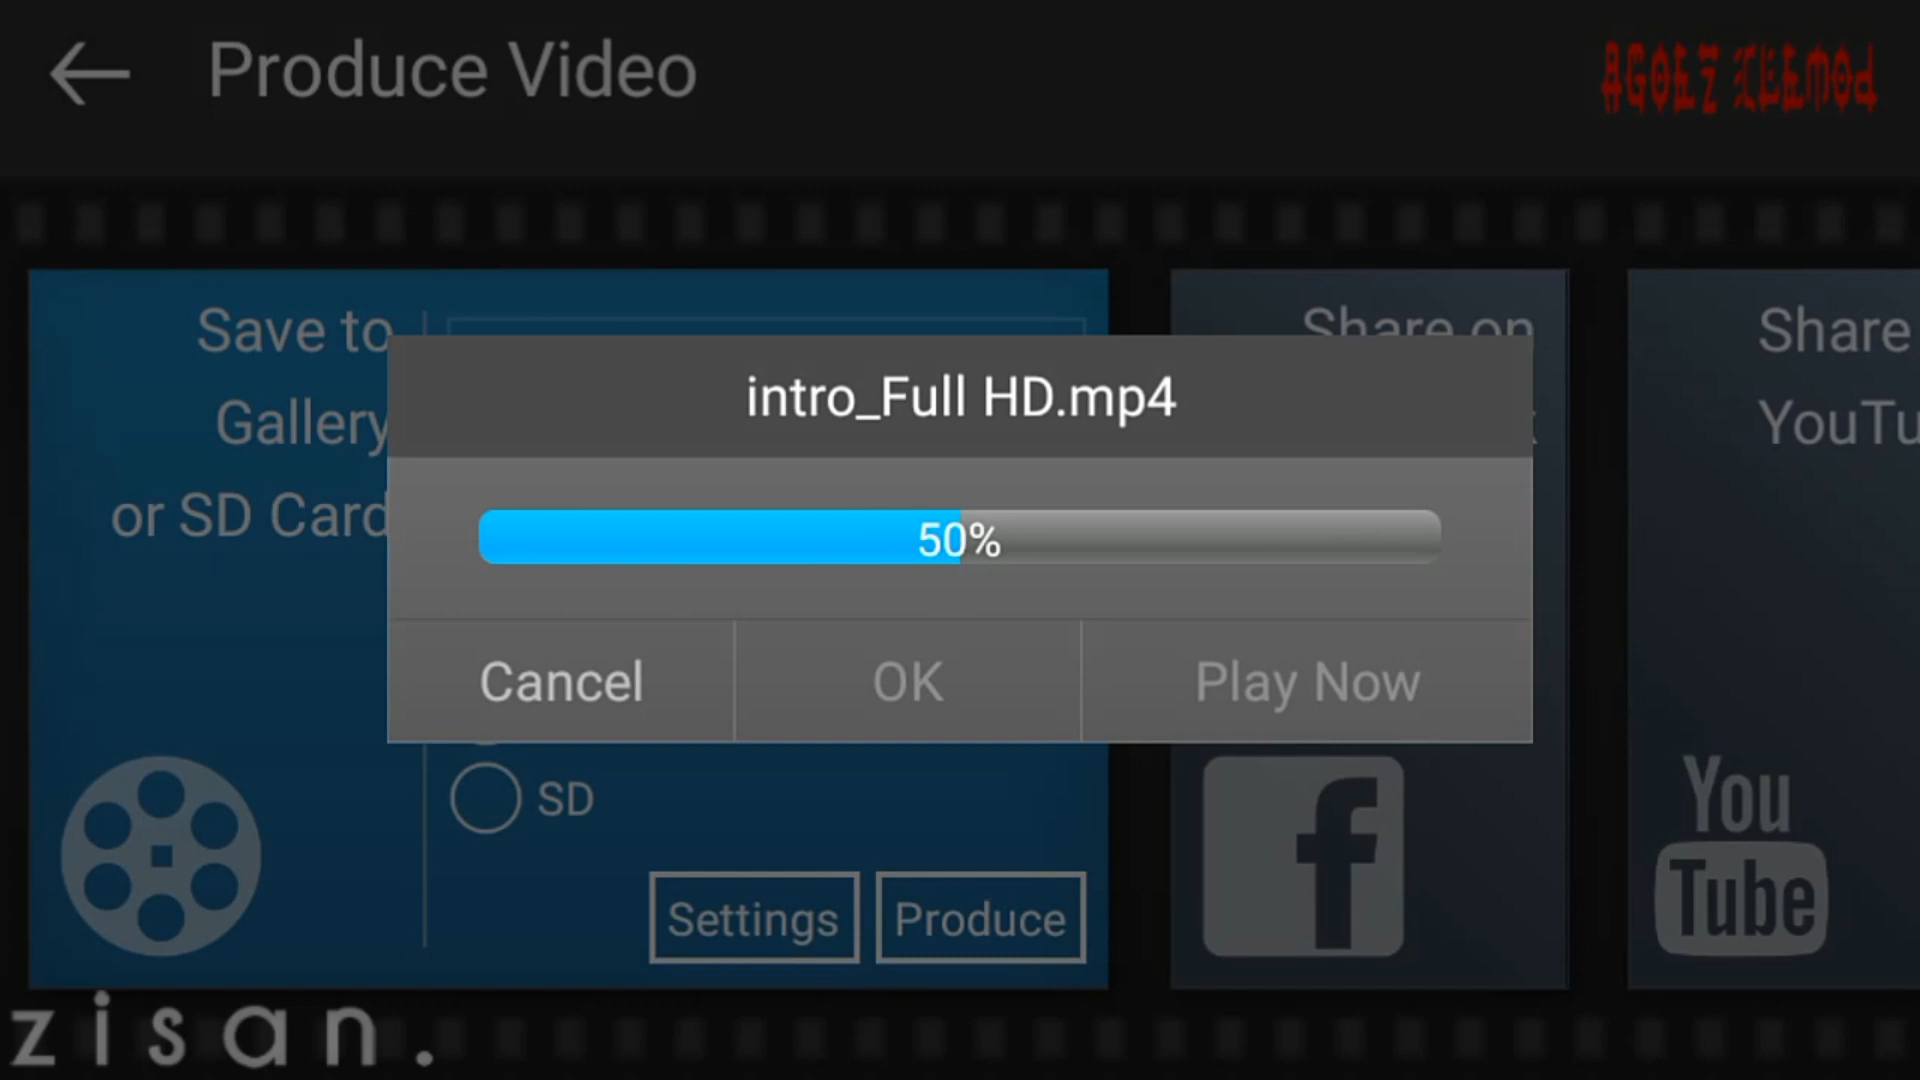 Produce Video
Save to
Gallery
or SD Card
Share on
Share
YouTu
intro_Full HD.mp4
50%
Cancel
OK
Play Now
SD
Settings
Produce
f
You
Tube
zisan.